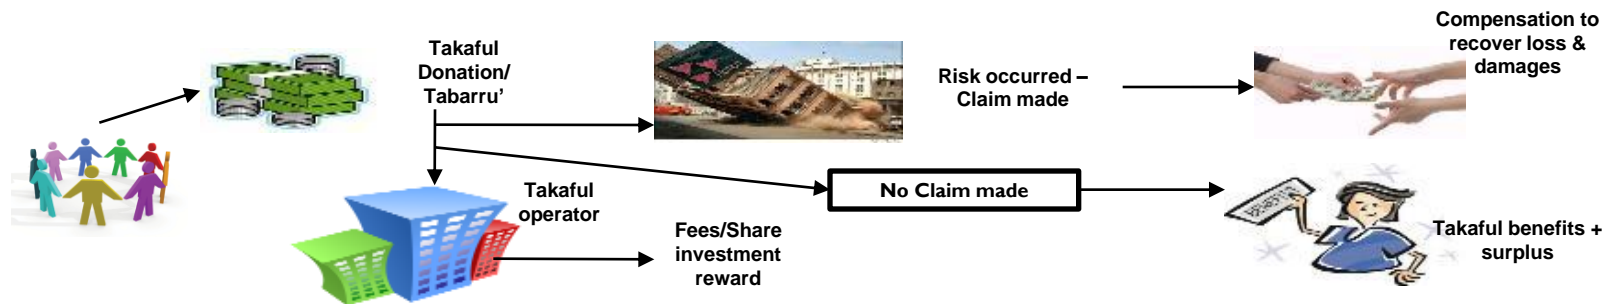 Takaful
Donation/
Tabarru’
Risk occurred –
Claim made
Compensation to
recover loss &
damages
Takaful
operator
No Claim made
Fees/Share
investment
reward
Takaful benefits +
surplus